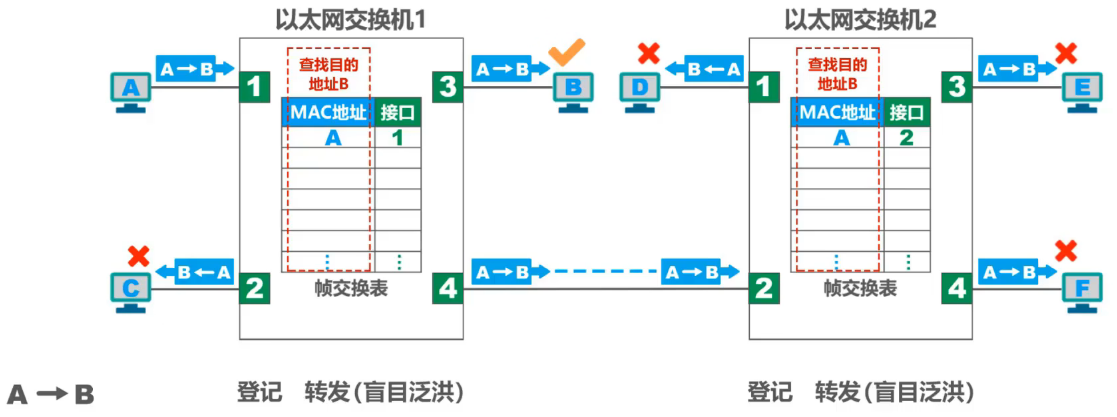 以太网交换机1
以太网交换机2
A→B
查找目的
地址B
A→B
B←A
查找目的
地址B
A→B
A
1
3
B
D
1
3
E
MAC地址 接口
A 1
MAC地址 接口
A 2
⋮ ⋮
⋮ ⋮
C
B←A
2
帧交换表
4
A→B
A→B
2
帧交换表
4
A→B
F
A→B
登记 转发(盲目泛洪)
登记 转发(盲目泛洪)